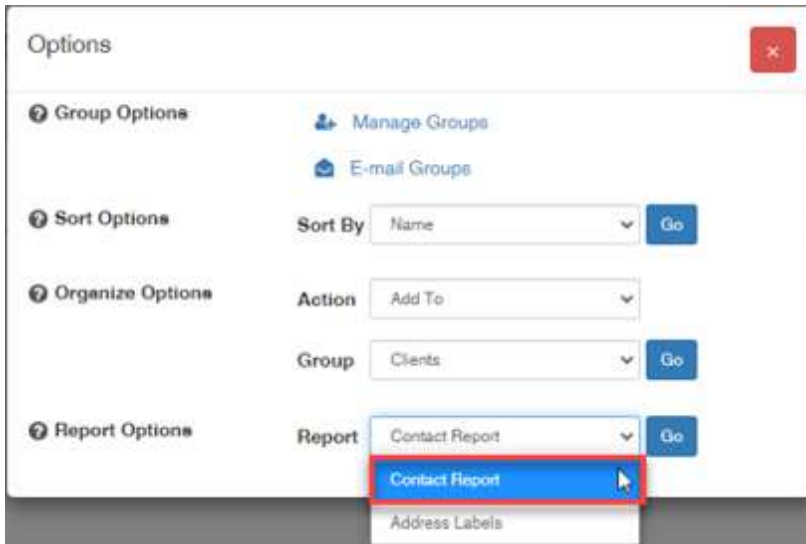 Options
×
Group Options
Manage Groups
E-mail Groups
Sort Options Sort By Name Go
Organize Options Action Add To
Group Clients Go
Report Options Report Contact Report Go
Contact Report
Address Labels